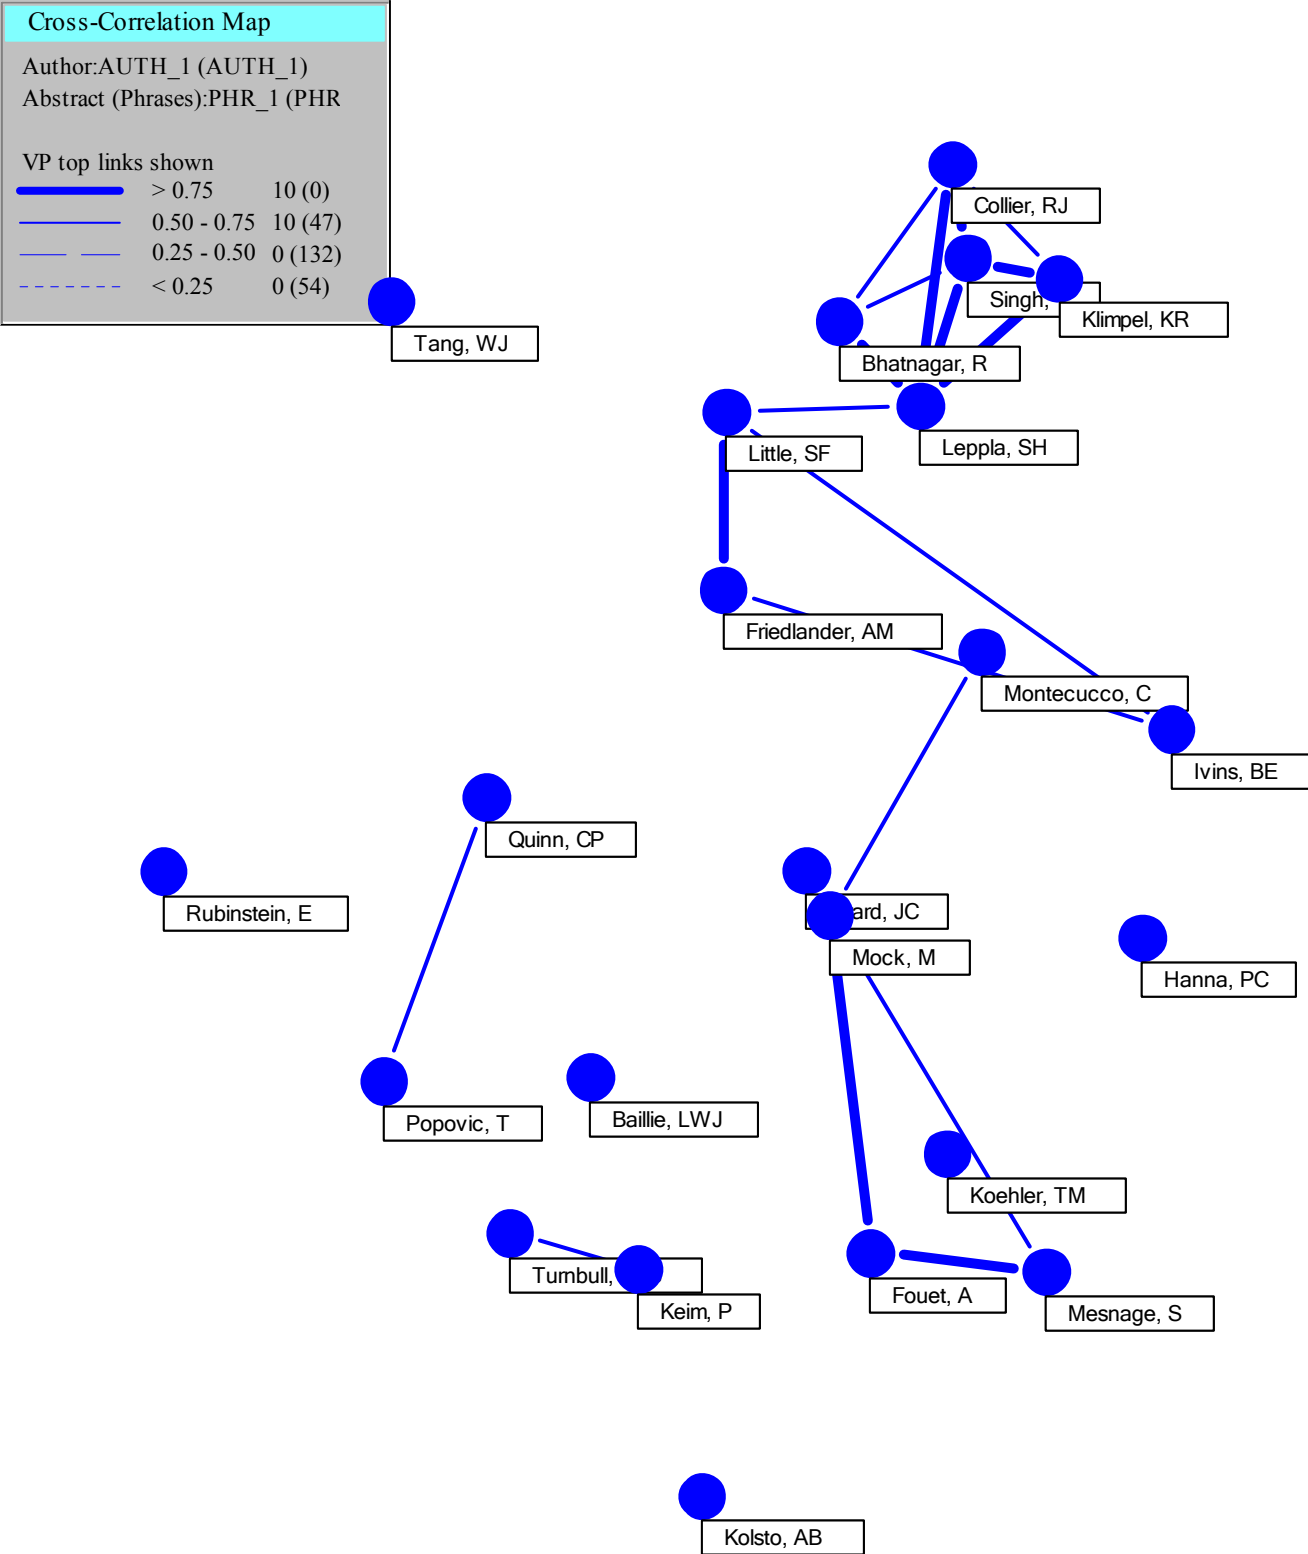 Cross-Correlation Map
Author:AUTH_1 (AUTH_1)
Abstract (Phrases):PHR_1 (PHR
VP top links shown
> 0.75 10 (0)
0.50 - 0.75 10 (47)
0.25 - 0.50 0 (132)
< 0.25 0 (54)
Collier, RJ
Singh,
Klimpel, KR
Tang, WJ
Bhatnagar, R
Leppla, SH
Little, SF
Friedlander, AM
Montecucco, C
Ivins, BE
Quinn, CP
Rubinstein, E
ard, JC
Mock, M
Hanna, PC
Popovic, T
Baillie, LWJ
Koehler, TM
Turnbull,
Keim, P
Fouet, A
Mesnage, S
Kolsto, AB